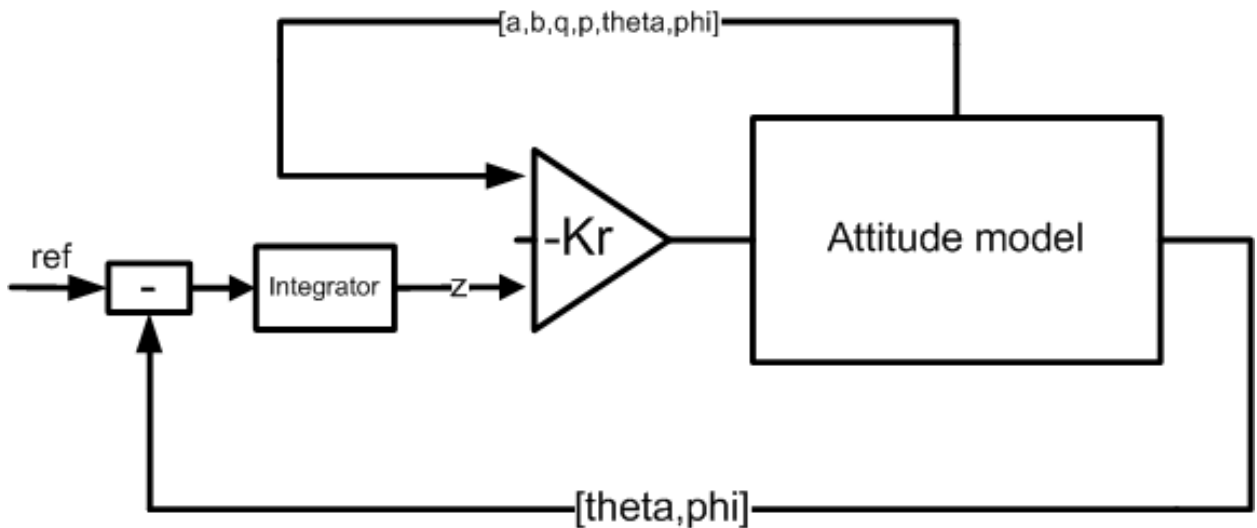 [a,b,q,p,theta,phi]
-Kr
Attitude model
ref
-
Integrator
z
[theta,phi]